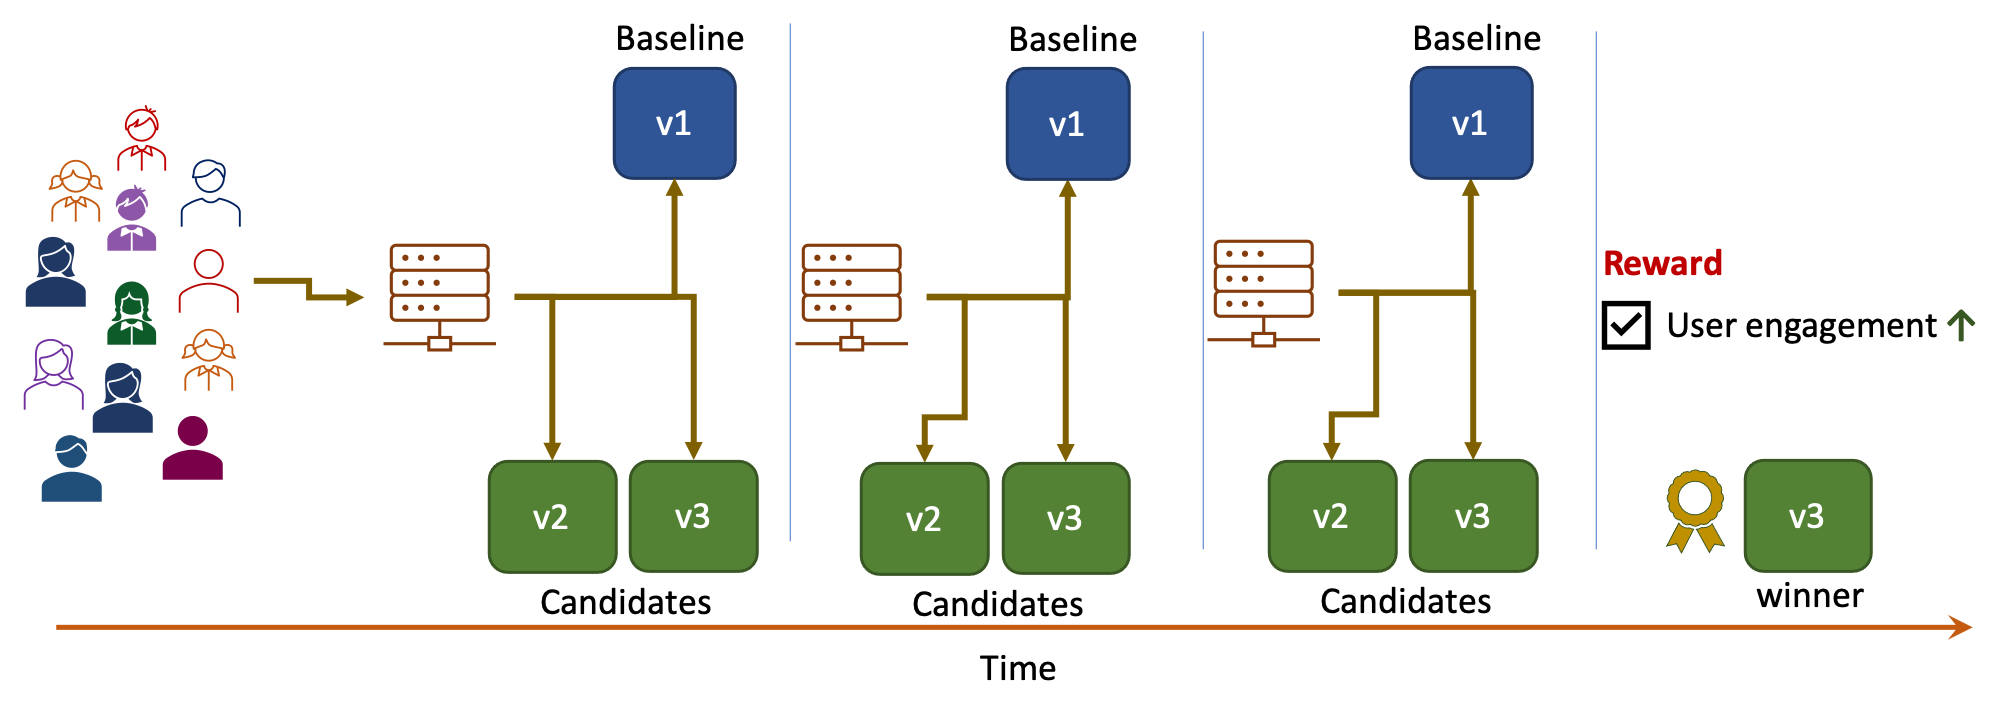 Baseline
v1
v2
v3
Candidates
Baseline
v1
v2
v3
Candidates
Baseline
v1
v2
v3
Candidates
Reward
User engagement
v3
winner
Time